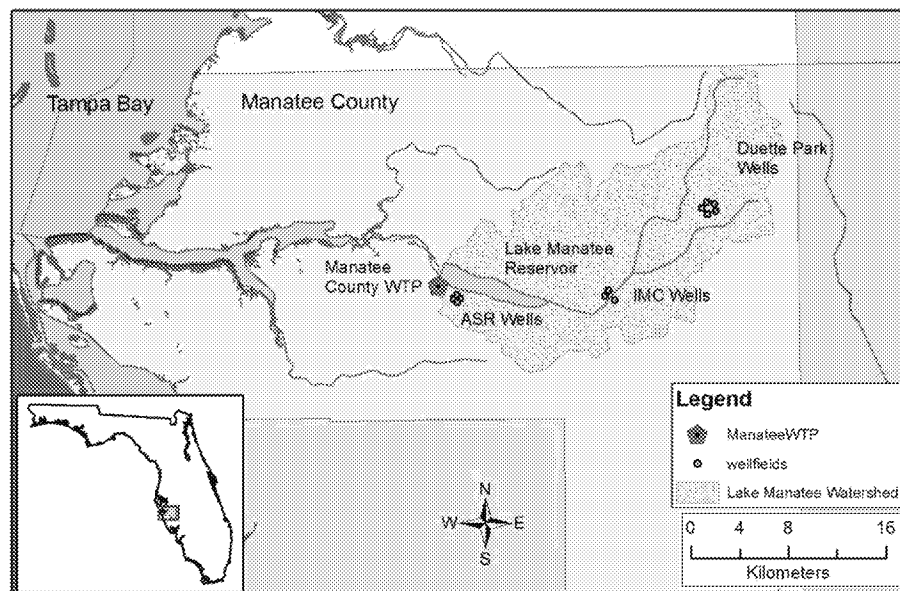 Tampa Bay
Manatee County
Duette Park
Wells
Lake Manatee
Reservoir
Manatee
County WTP
IMC Wells
ASR Wells
Legend
ManateeWTP
wellfields
Lake Manatee Watershed
N
W
E
S
0 4 8 16
Kilometers